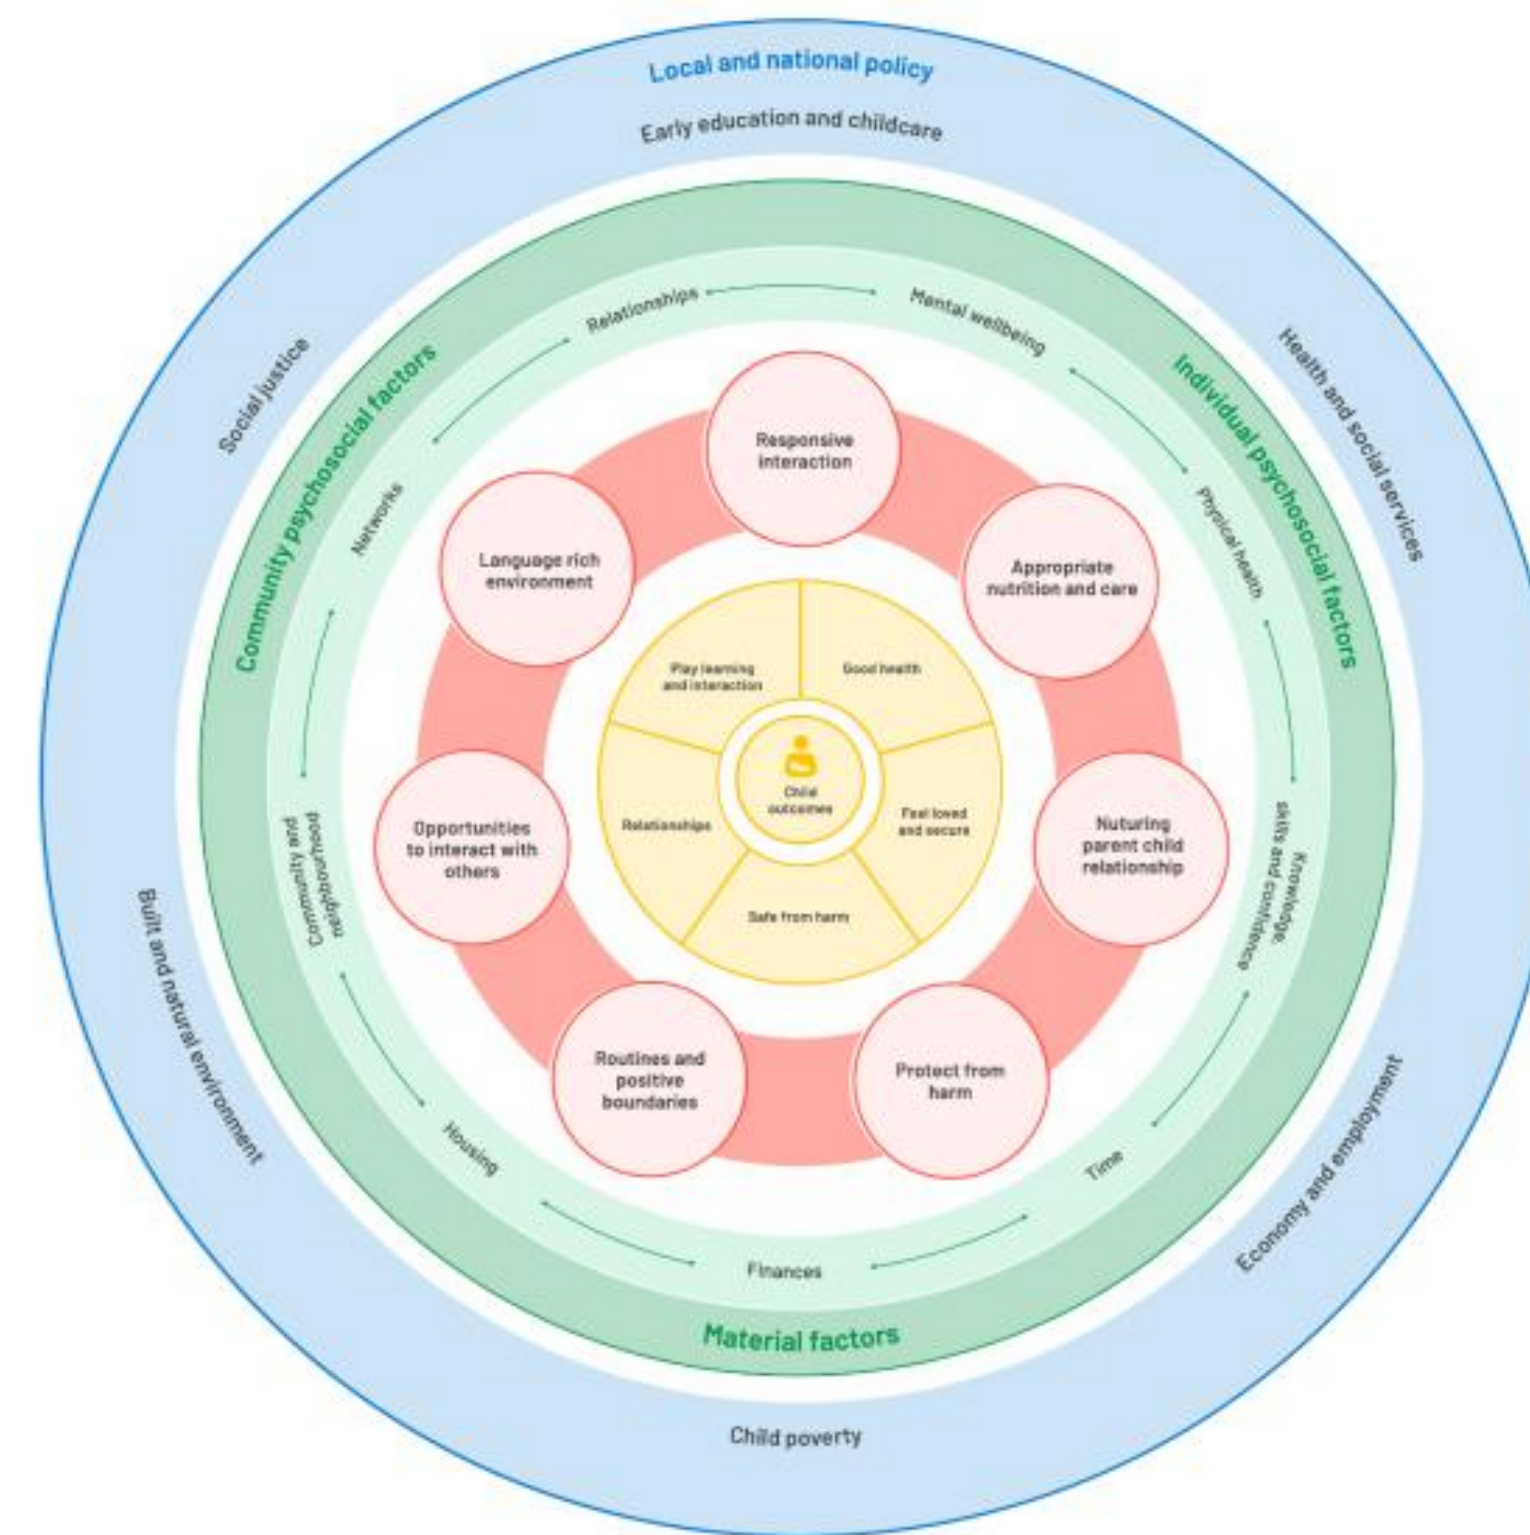 Local and national policy
Early education and childcare
Health and social services
Economy and employment
Child poverty
Built and natural environment
Social justice
Individual psychosocial factors
Material factors
Community psychosocial factors
Relationships
Mental wellbeing
Physical health
Knowledge,
skills and confidence
Time
Finances
Housing
Community and
neighbourhood
Networks
Responsive
interaction
Appropriate
nutrition and care
Nuturing
parent child
relationship
Protect from
harm
Routines and
positive
boundaries
Opportunities
to interact with
others
Language rich
environment
Play learning
and interaction
Good health
Feel loved
and secure
Safe from harm
Relationships
Child
outcomes